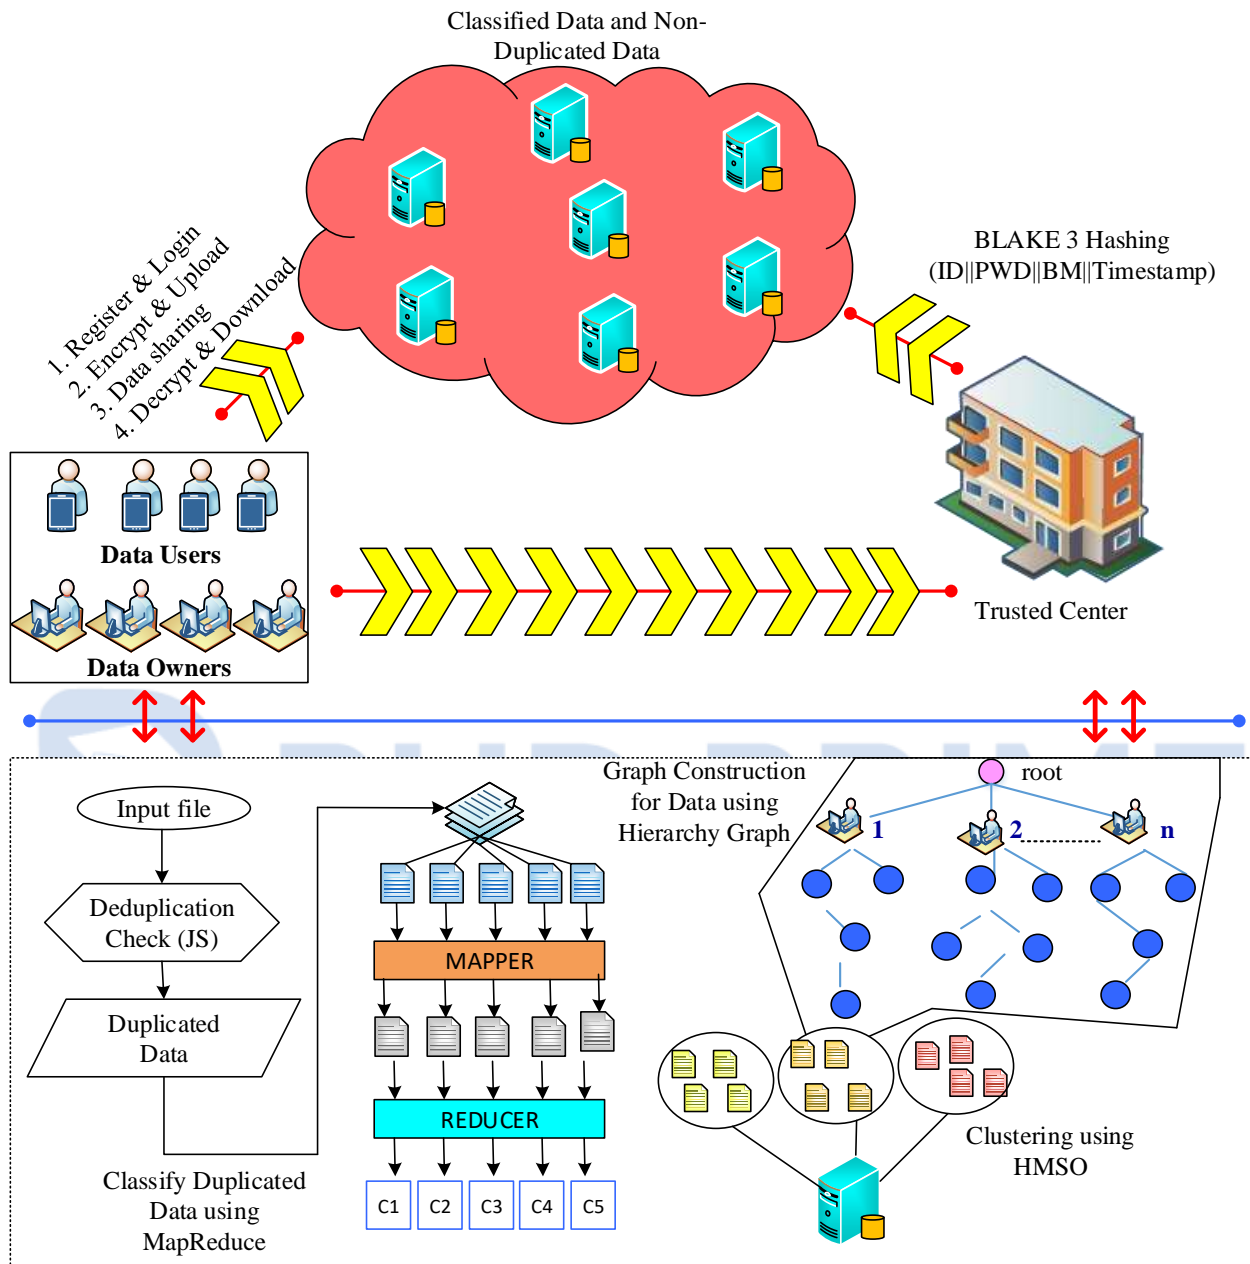 Classified Data and Non-
Duplicated Data
1. Register & Login
2. Encrypt & Upload
3. Data sharing
4. Decrypt & Download
BLAKE 3 Hashing
(ID||PWD||BM||Timestamp)
Data Users
Data Owners
Trusted Center
Input file
Deduplication
Check (JS)
Duplicated
Data
Classify Duplicated
Data using
MapReduce
MAPPER
REDUCER
C1 C2 C3 C4 C5
Graph Construction
for Data using
Hierarchy Graph
root
1 2 n
Clustering using
HMSO